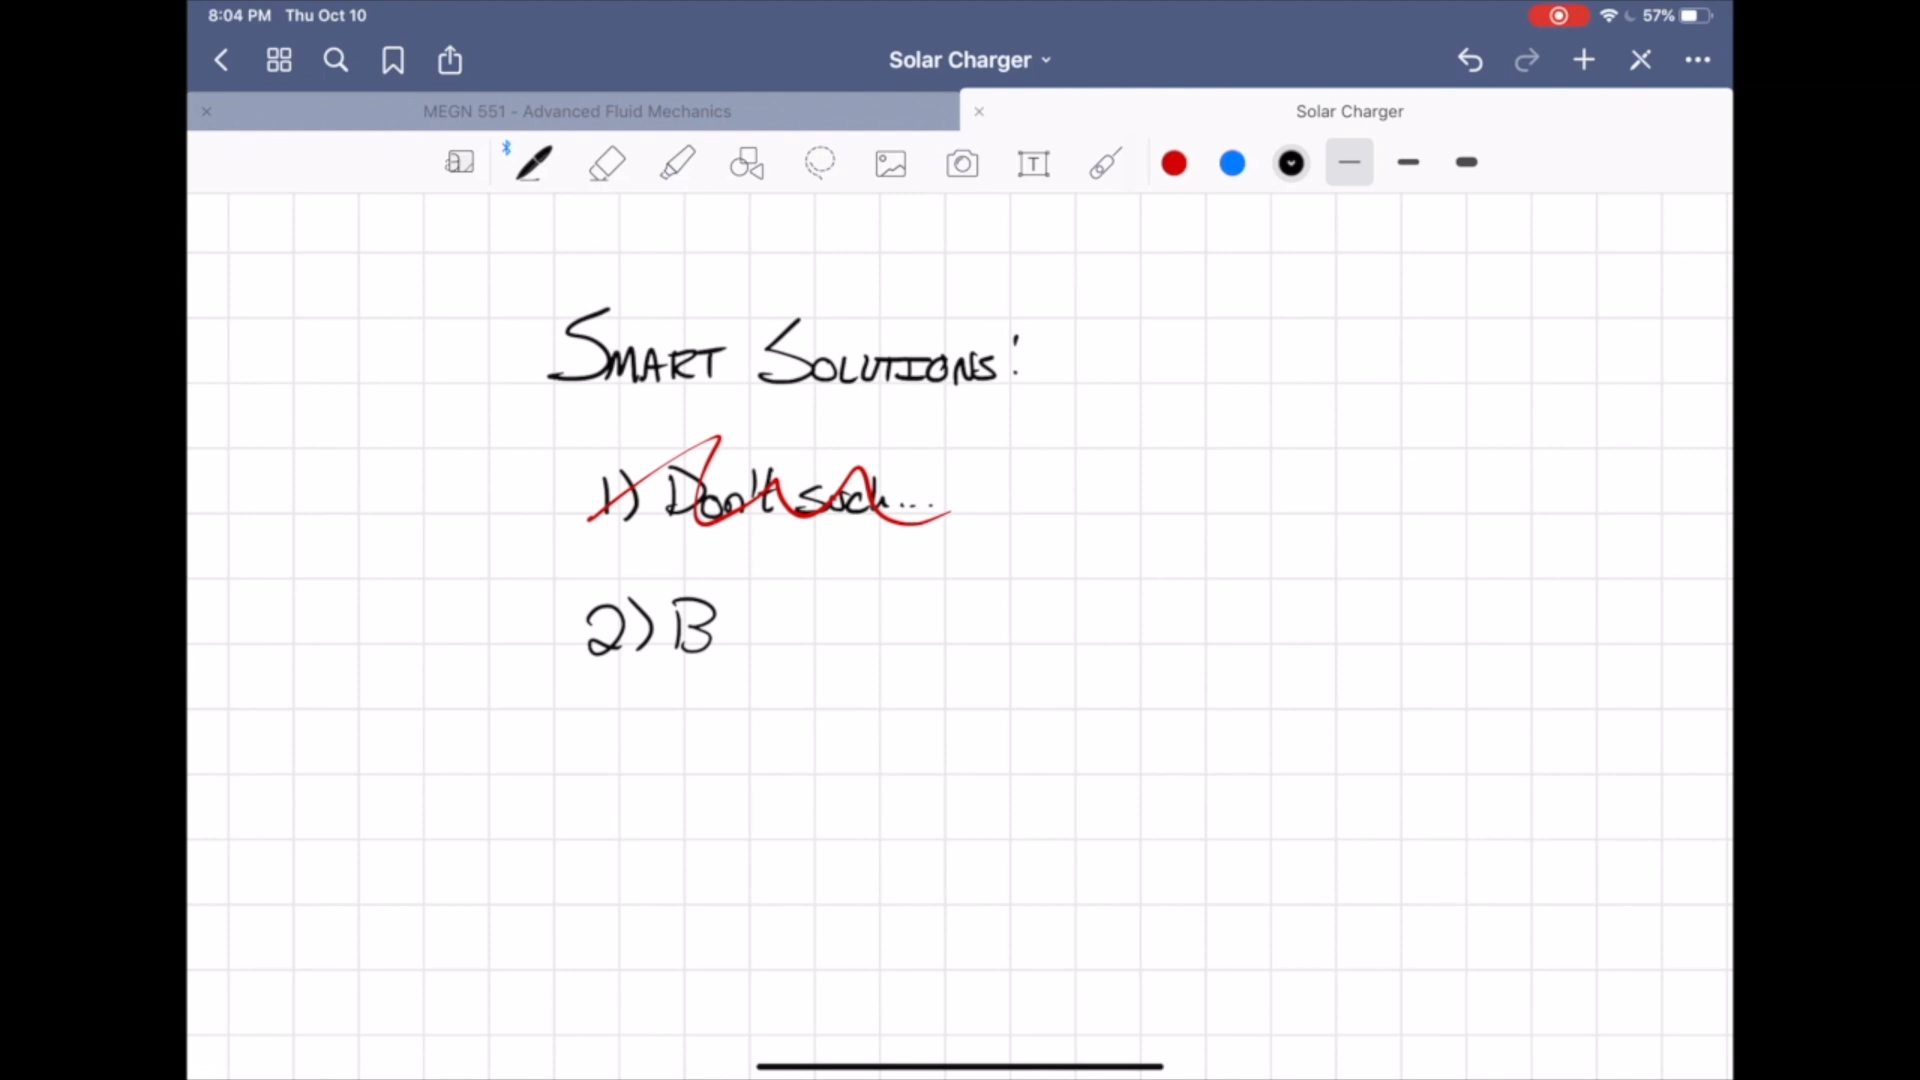 8:04 PM Thu Oct 10
57%
Solar Charger
MEGN 551 - Advanced Fluid Mechanics
Solar Charger
a
T
SMART SOLUTIONS:
1) Don't suck...
2) B